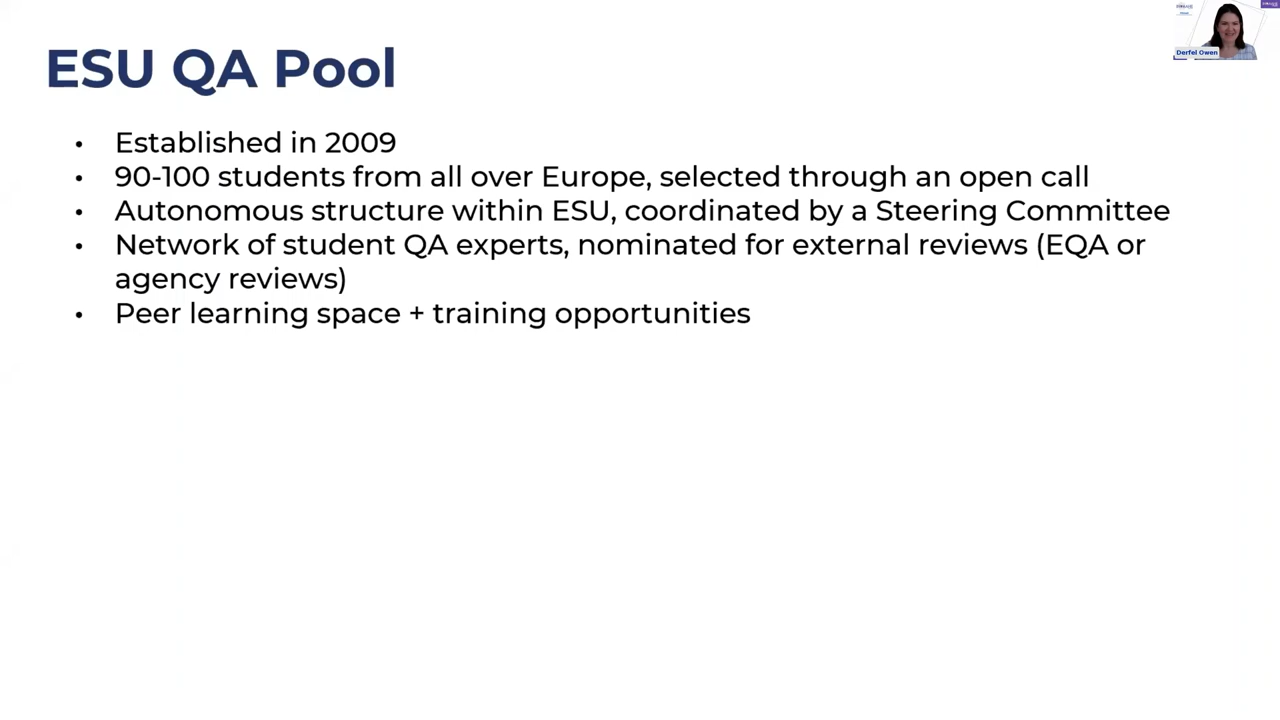 ESU QA Pool
• Established in 2009
• 90-100 students from all over Europe, selected through an open call
• Autonomous structure within ESU, coordinated by a Steering Committee
• Network of student QA experts, nominated for external reviews (EQA or
agency reviews)
• Peer learning space + training opportunities
Derfel Owen